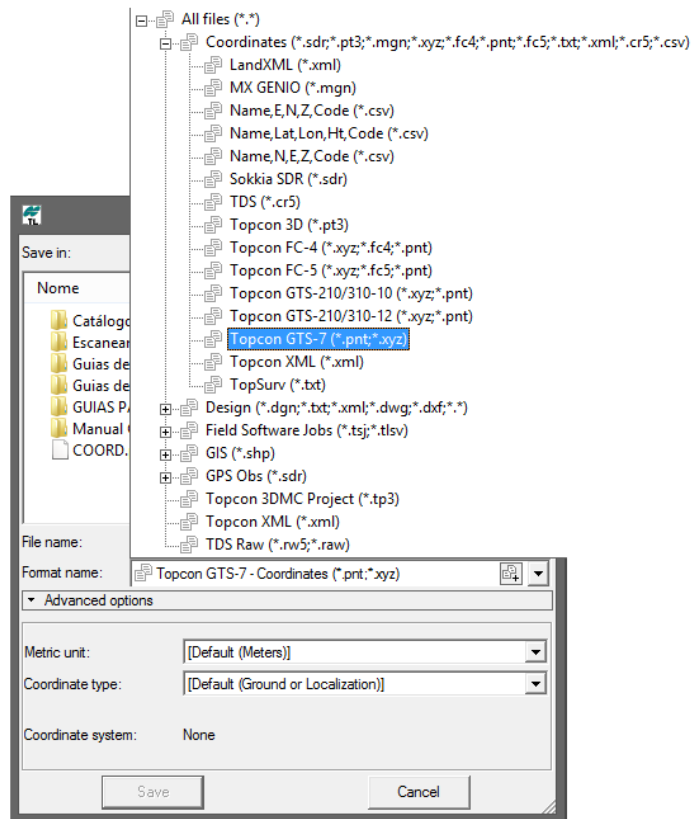 All files (*.*)
Coordinates (*.sdr;*.pt3;*.mgn;*.xyz;*.fc4;*.pnt;*.fc5;*.txt;*.xml;*.cr5;*.csv)
LandXML (*.xml)
MX GENIO (*.mgn)
Name,E,N,Z,Code (*.csv)
Name,Lat,Lon,Ht,Code (*.csv)
Name,N,E,Z,Code (*.csv)
Sokkia SDR (*.sdr)
TDS (*.cr5)
Topcon 3D (*.pt3)
Topcon FC-4 (*.xyz;*.fc4;*.pnt)
Topcon FC-5 (*.xyz;*.fc5;*.pnt)
Topcon GTS-210/310-10 (*.xyz;*.pnt)
Topcon GTS-210/310-12 (*.xyz;*.pnt)
Topcon GTS-7 (*.pnt;*.xyz)
Topcon XML (*.xml)
TopSurv (*.txt)
Design (*.dgn;*.txt;*.xml;*.dwg;*.dxf;*.*)
Field Software Jobs (*.tsj;*.tlsv)
GIS (*.shp)
GPS Obs (*.sdr)
Topcon 3DMC Project (*.tp3)
Topcon XML (*.xml)
TDS Raw (*.rw5;*.raw)
TL
Save in:
Nome
Catálogo
Escanear
Guias de
Guias de
GUIAS PA
Manual
COORD.
File name:
Format name: Topcon GTS-7 - Coordinates (*.pnt;*.xyz)
Advanced options
Metric unit: [Default (Meters)]
Coordinate type: [Default (Ground or Localization)]
Coordinate system: None
Save Cancel